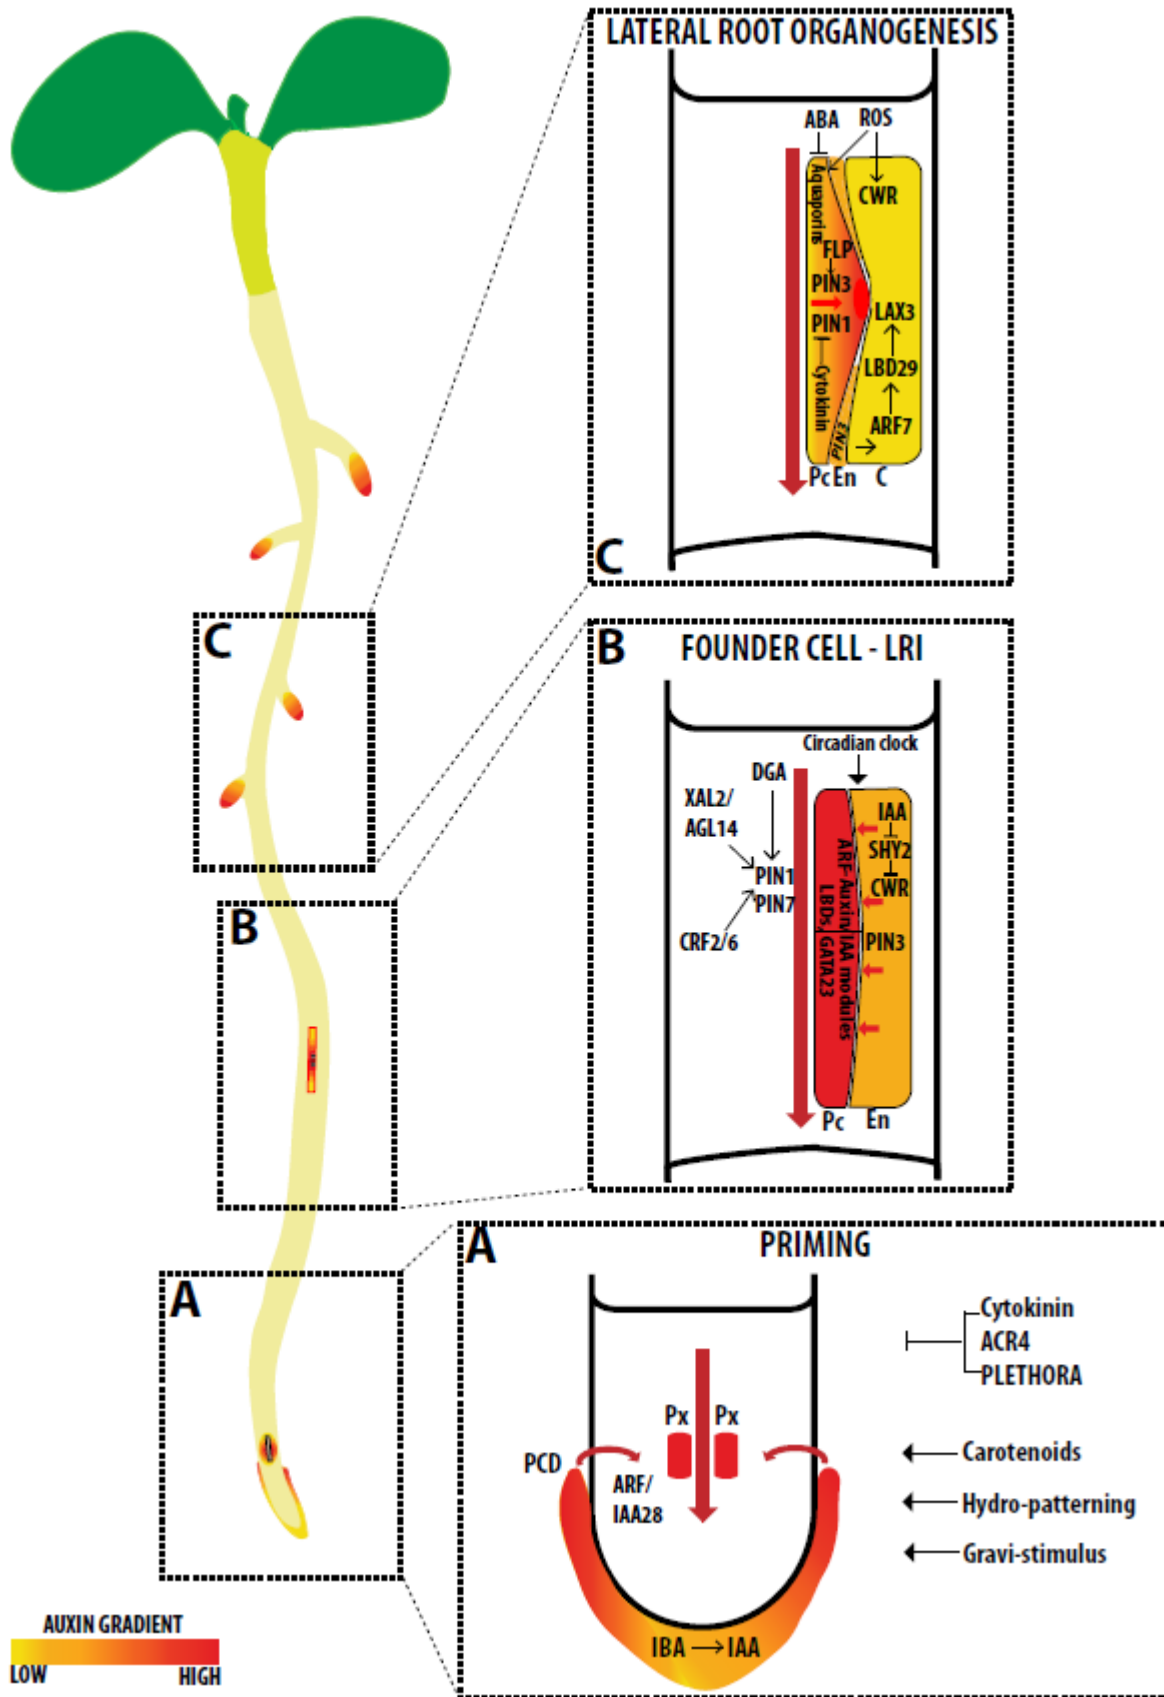 LATERAL ROOT ORGANOGENESIS
ABA
ROS
Aquaporins
CWR
FLP
PIN3
PIN1
LAX3
Cytokinin
LBD29
ARF7
PIN3
Pc
En
C
C
C
B
FOUNDER CELL - LRI
Circadian clock
DGA
XAL2/
AGL14
IAA
SHY2
CWR
PIN1
PIN7
CRF2/6
PIN3
ARF-Auxin/IAA modules
LBDs, GATA23
Pc
En
B
A
PRIMING
A
Cytokinin
ACR4
PLETHORA
Px
Px
PCD
ARF/
IAA28
Carotenoids
Hydro-patterning
Gravi-stimulus
IBA
IAA
AUXIN GRADIENT
LOW
HIGH